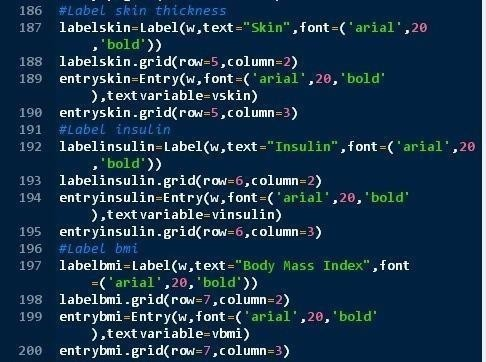 186 #Label skin thickness
187 labelskin=Label(w,text="Skin",font=('arial',20
,'bold'))
188 labelskin.grid(row=5,column=2)
189 entryskin=Entry(w,font=('arial',20,'bold'
),textvariable=vskin)
190 entryskin.grid(row=5,column=3)
191 #Label insulin
192 labelinsulin=Label(w,text="Insulin",font=('arial',20
,'bold'))
193 labelinsulin.grid(row=6,column=2)
194 entryinsulin=Entry(w,font=('arial',20,'bold'
),textvariable=vinsulin)
195 entryinsulin.grid(row=6,column=3)
196 #Label bmi
197 labelbmi=Label(w,text="Body Mass Index",font
=('arial',20,'bold'))
198 labelbmi.grid(row=7,column=2)
199 entrybmi=Entry(w,font=('arial',20,'bold'
),textvariable=vbmi)
200 entrybmi.grid(row=7,column=3)